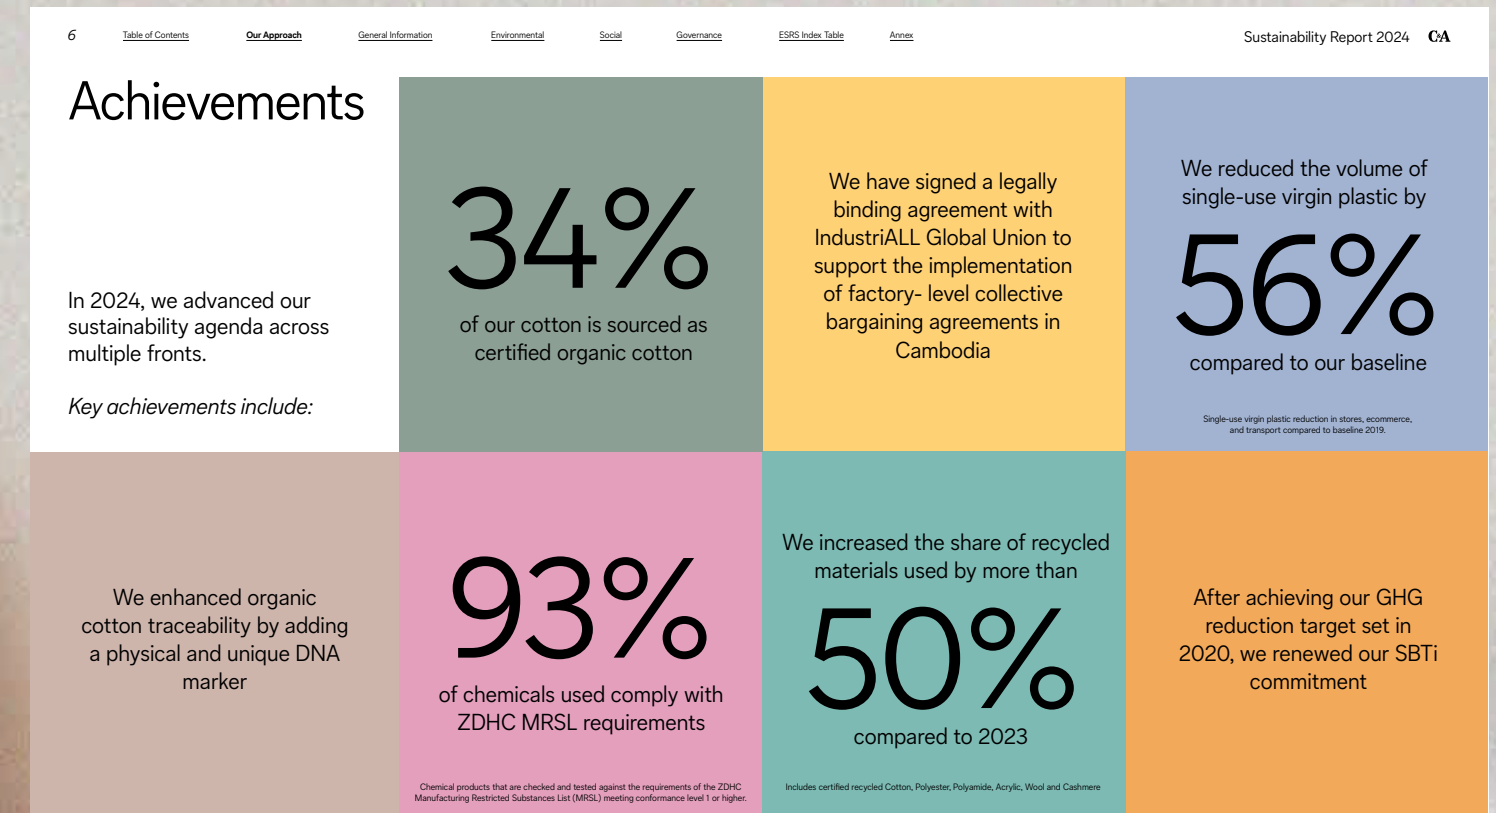 6
Table of Contents
Our Approach
General Information
Environmental
Social
Governance
ESRS Index Table
Annex
Sustainability Report 2024
C&A
Achievements
In 2024, we advanced our
sustainability agenda across
multiple fronts.
Key achievements include:
34%
of our cotton is sourced as
certified organic cotton
We have signed a legally
binding agreement with
IndustriALL Global Union to
support the implementation
of factory- level collective
bargaining agreements in
Cambodia
We reduced the volume of
single-use virgin plastic by
56%
compared to our baseline
Single-use virgin plastic reduction in stores, ecommerce,
and transport compared to baseline 2019.
We enhanced organic
cotton traceability by adding
a physical and unique DNA
marker
93%
of chemicals used comply with
ZDHC MRSL requirements
Chemical products that are checked and tested against the requirements of the ZDHC
Manufacturing Restricted Substances List (MRSL) meeting conformance level 1 or higher.
We increased the share of recycled
materials used by more than
50%
compared to 2023
Includes certified recycled Cotton, Polyester, Polyamide, Acrylic, Wool and Cashmere
After achieving our GHG
reduction target set in
2020, we renewed our SBTi
commitment